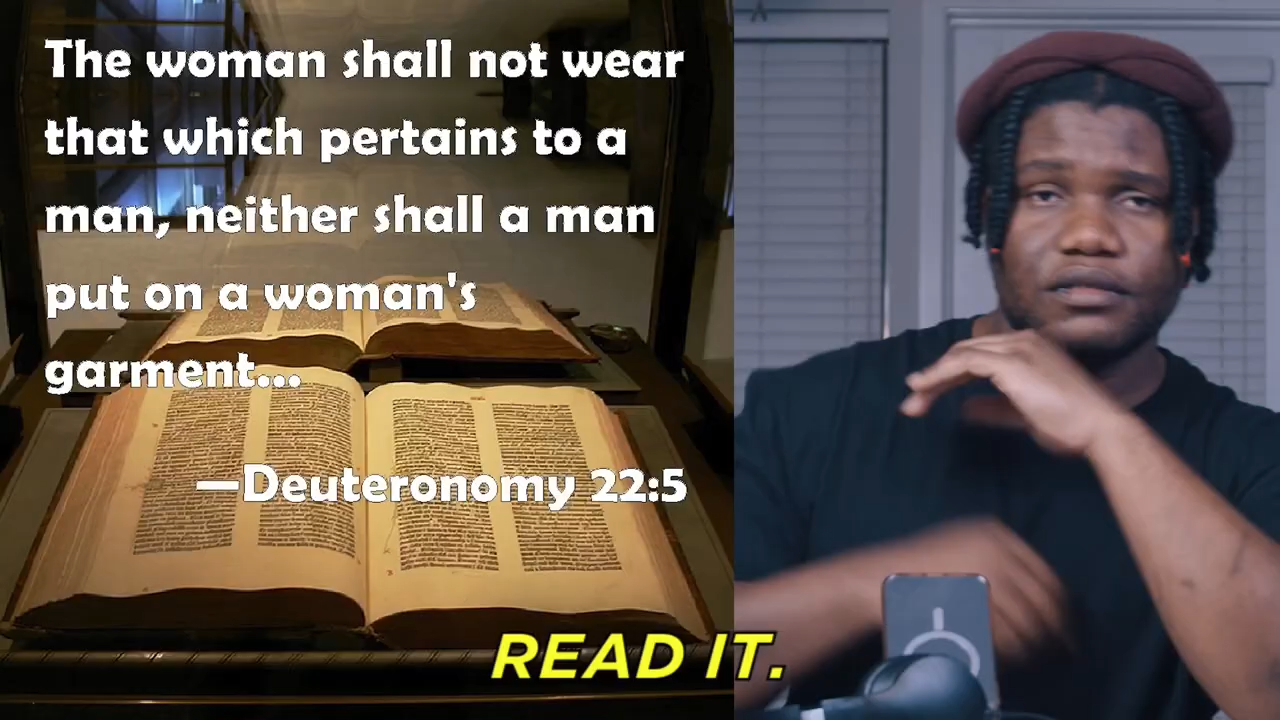 The woman shall not wear
that which pertains to a
man, neither shall a man
put on a woman's
garment...
—Deuteronomy 22:5
READ IT.